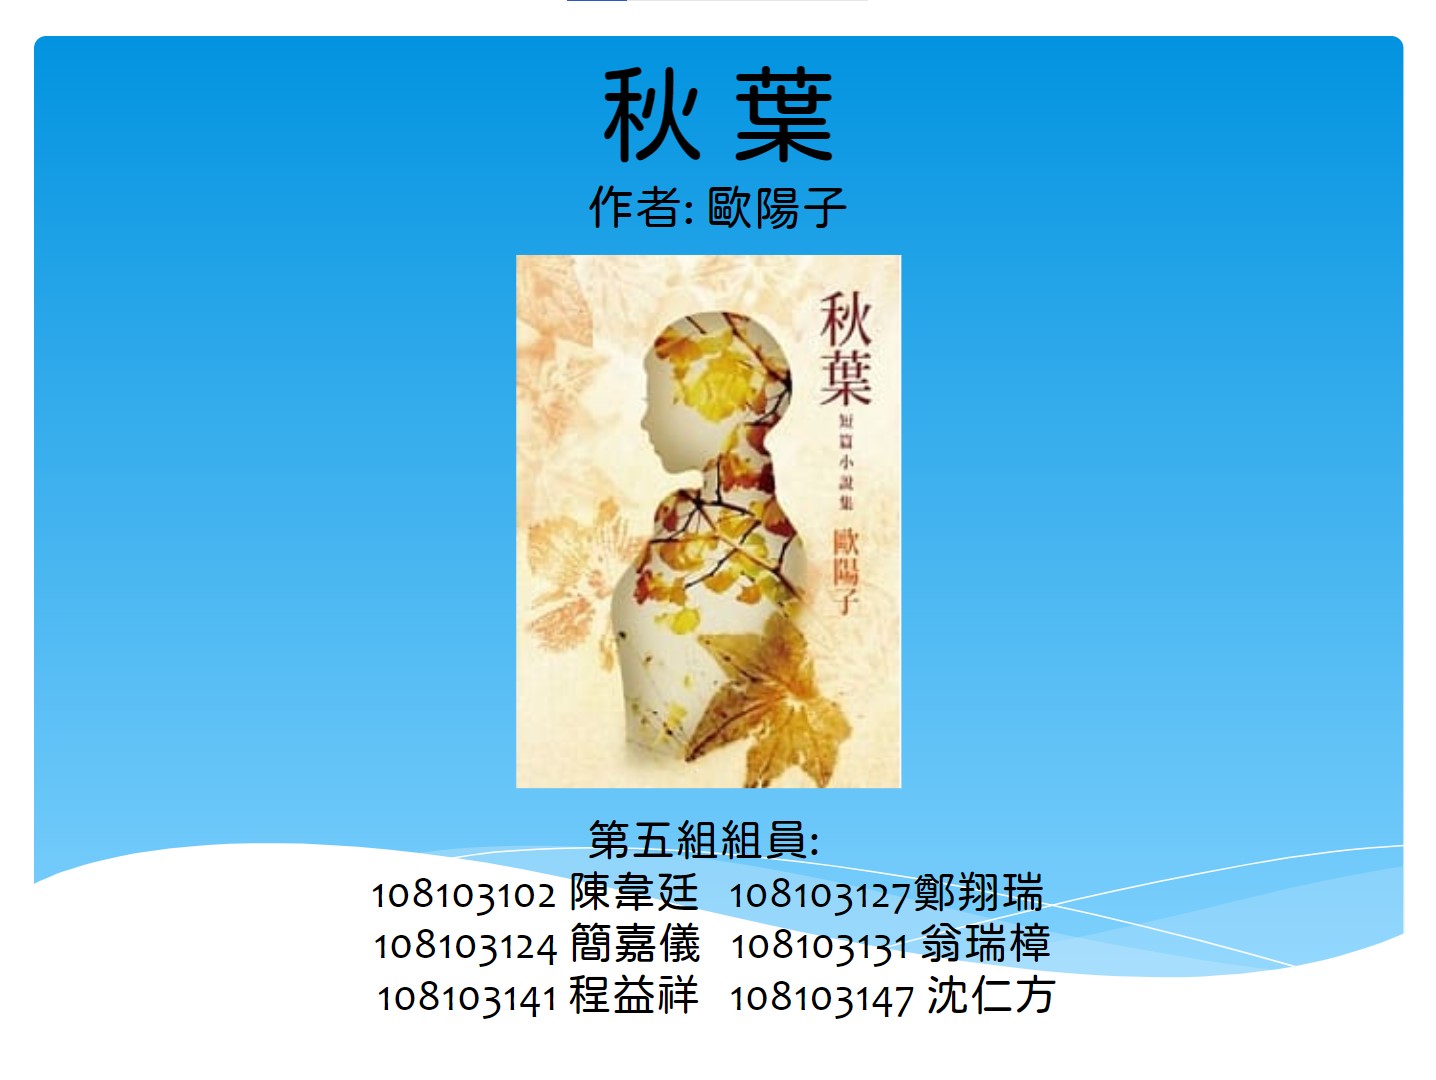 秋 葉
作者: 歐陽子
秋葉
短篇小說集
歐陽子
第五組組員:
108103102 陳韋廷 108103127鄭翔瑞
108103124 簡嘉儀 108103131 翁瑞樟
108103141 程益祥 108103147 沈仁方